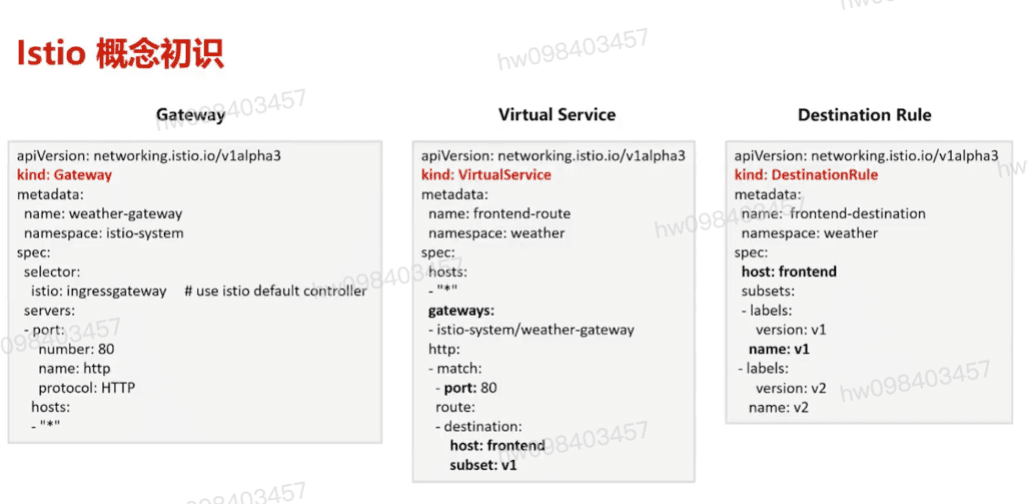 Istio 概念初识
Gateway
apiVersion: networking.istio.io/v1alpha3
kind: Gateway
metadata:
  name: weather-gateway
  namespace: istio-system
spec:
  selector:
    istio: ingressgateway    # use istio default controller
  servers:
  - port:
      number: 80
      name: http
      protocol: HTTP
    hosts:
    - "*"
Virtual Service
apiVersion: networking.istio.io/v1alpha3
kind: VirtualService
metadata:
  name: frontend-route
  namespace: weather
spec:
  hosts:
  - "*"
  gateways:
  - istio-system/weather-gateway
  http:
  - match:
    - port: 80
    route:
    - destination:
        host: frontend
        subset: v1
Destination Rule
apiVersion: networking.istio.io/v1alpha3
kind: DestinationRule
metadata:
  name:  frontend-destination
  namespace: weather
spec:
  host: frontend
  subsets:
  - labels:
      version: v1
    name: v1
  - labels:
      version: v2
    name: v2
hw098403457
hw098403457
hw098403457
hw098403457
hw098403457
hw098403457